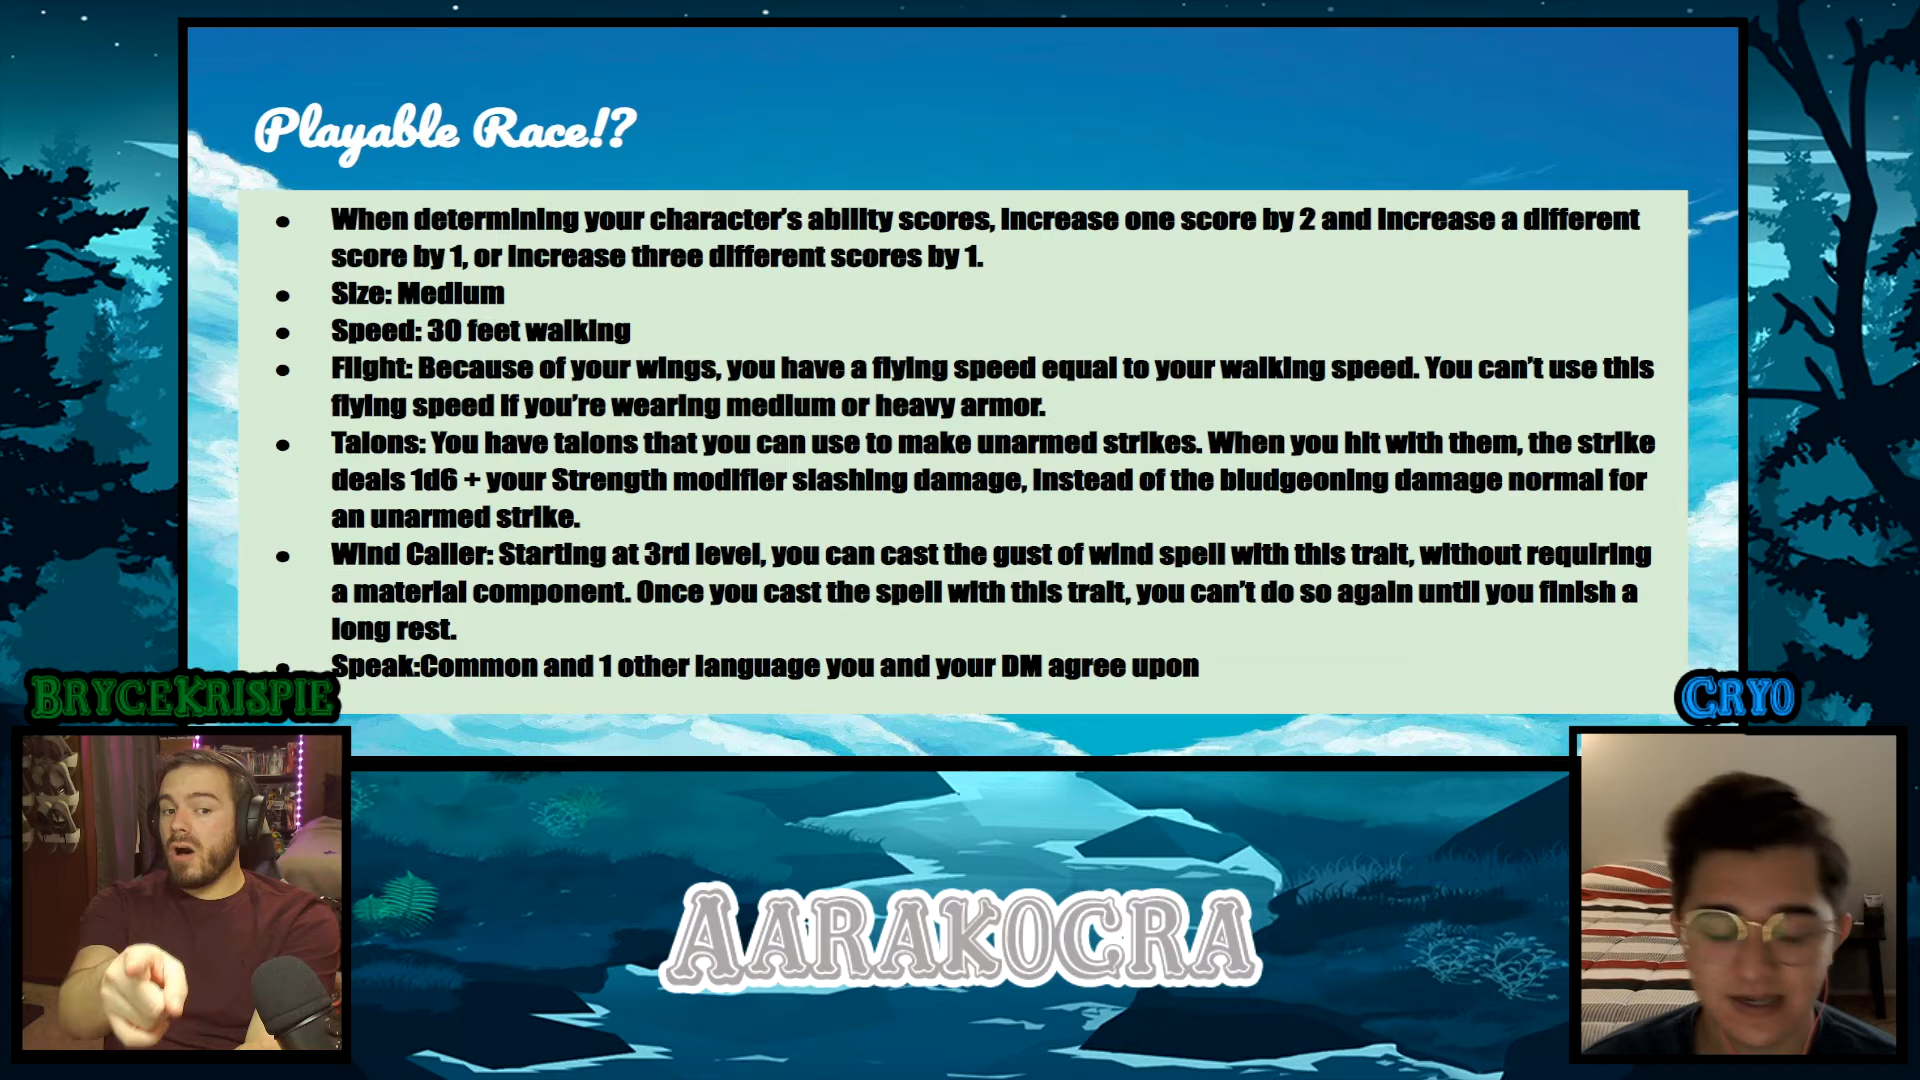 Playable Race!?
• When determining your character's ability scores, increase one score by 2 and increase a different
score by 1, or increase three different scores by 1.
• Size: Medium
• Speed: 30 feet walking
• Flight: Because of your wings, you have a flying speed equal to your walking speed. You can't use this
flying speed if you're wearing medium or heavy armor.
• Talons: You have talons that you can use to make unarmed strikes. When you hit with them, the strike
deals 1d6 + your Strength modifier slashing damage, instead of the bludgeoning damage normal for
an unarmed strike.
• Wind Caller: Starting at 3rd level, you can cast the gust of wind spell with this trait, without requiring
a material component. Once you cast the spell with this trait, you can't do so again until you finish a
long rest.
• Speak:Common and 1 other language you and your DM agree upon
BryceKrispie
Cryo
Aarakocra